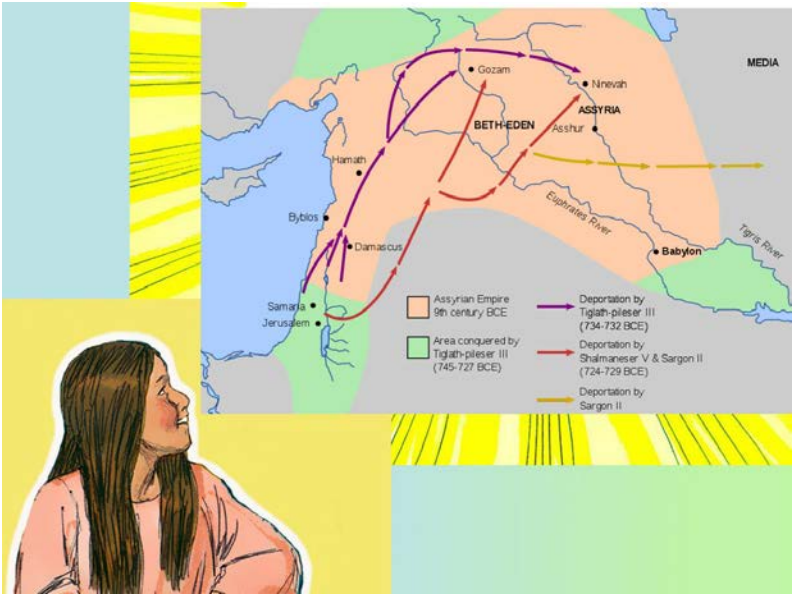 MEDIA
Gozam
Ninevah
ASSYRIA
BETH-EDEN
Asshur
Hamath
Euphrates River
Byblos
Tigris River
Damascus
Babylon
Samaria
Jerusalem
Assyrian Empire
9th century BCE
Area conquered by
Tiglath-pileser III
(745-727 BCE)
Deportation by
Tiglath-pileser III
(734-732 BCE)
Deportation by
Shalmaneser V & Sargon II
(724-729 BCE)
Deportation by
Sargon II